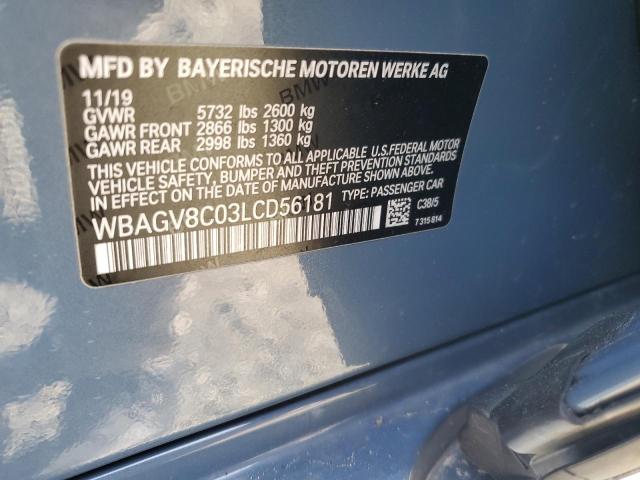 MFD BY BAYERISCHE MOTOREN WERKE AG
11/19
GVWR 5732 lbs 2600 kg
GAWR FRONT 2866 lbs 1300 kg
GAWR REAR 2998 lbs 1360 kg
THIS VEHICLE CONFORMS TO ALL APPLICABLE U.S.FEDERAL MOTOR
VEHICLE SAFETY, BUMPER AND THEFT PREVENTION STANDARDS
IN EFFECT ON THE DATE OF MANUFACTURE SHOWN ABOVE.
WBAGV8C03LCD56181 TYPE: PASSENGER CAR
C38/5
7 315 814